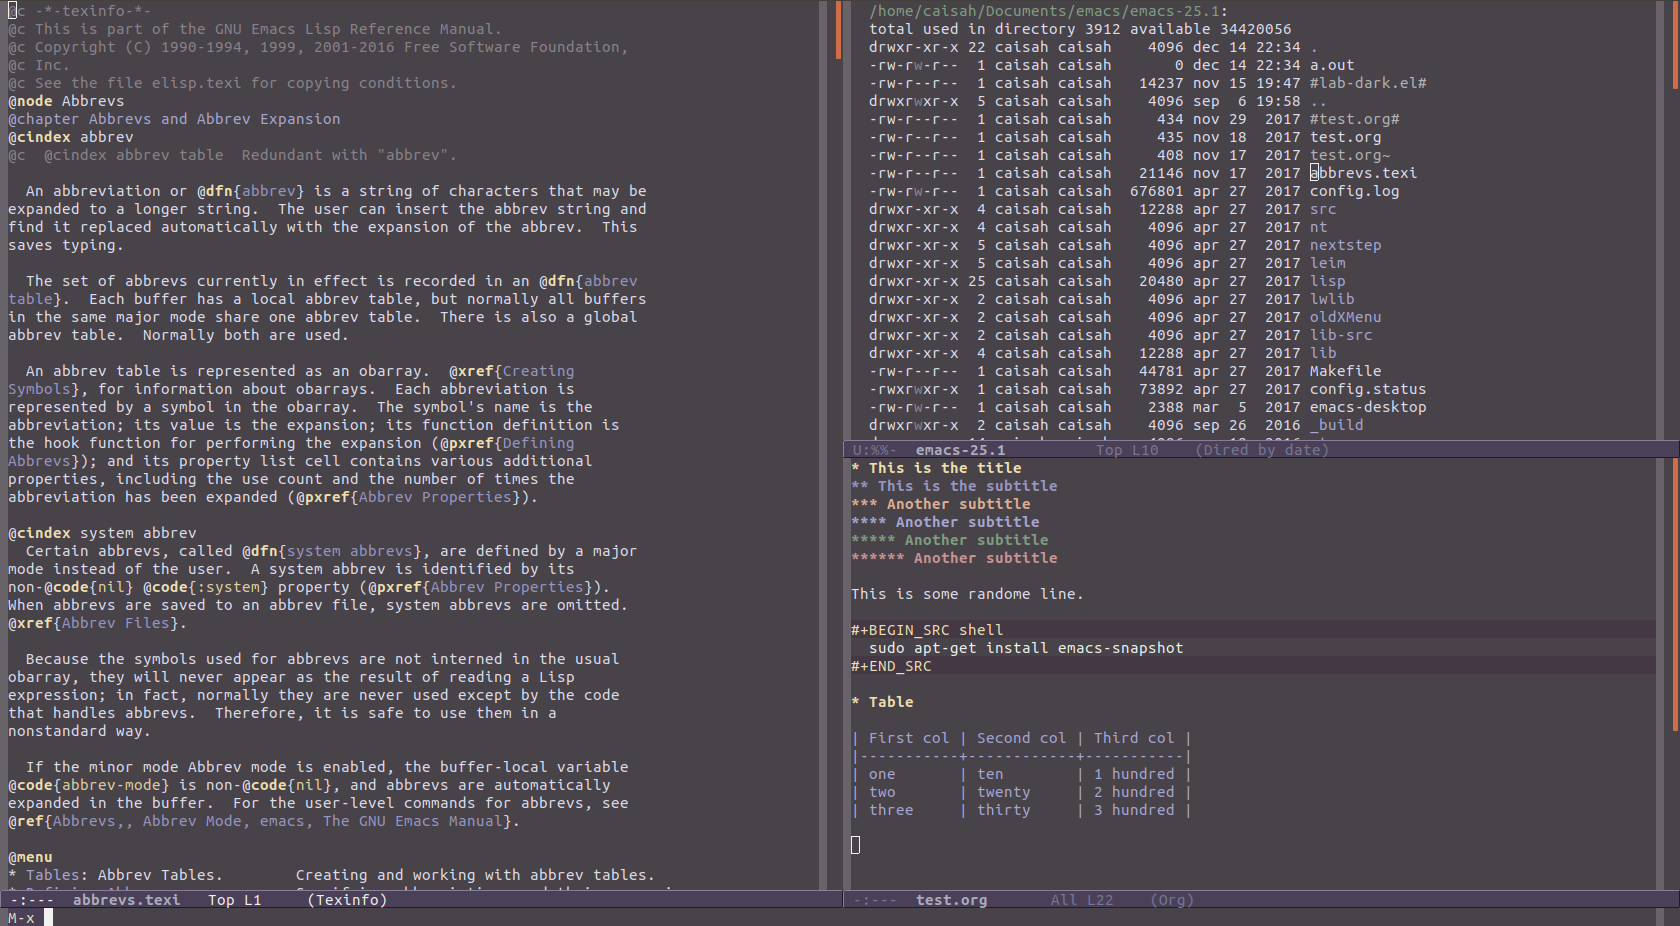 @c -*-texinfo-*-
@c This is part of the GNU Emacs Lisp Reference Manual.
@c Copyright (C) 1990-1994, 1999, 2001-2016 Free Software Foundation,
@c Inc.
@c See the file elisp.texi for copying conditions.
@node Abbrevs
@chapter Abbrevs and Abbrev Expansion
@cindex abbrev
@c  @cindex abbrev table  Redundant with "abbrev".

  An abbreviation or @dfn{abbrev} is a string of characters that may be
expanded to a longer string.  The user can insert the abbrev string and
find it replaced automatically with the expansion of the abbrev.  This
saves typing.

  The set of abbrevs currently in effect is recorded in an @dfn{abbrev
table}.  Each buffer has a local abbrev table, but normally all buffers
in the same major mode share one abbrev table.  There is also a global
abbrev table.  Normally both are used.

  An abbrev table is represented as an obarray.  @xref{Creating
Symbols}, for information about obarrays.  Each abbreviation is
represented by a symbol in the obarray.  The symbol's name is the
abbreviation; its value is the expansion; its function definition is
the hook function for performing the expansion (@pxref{Defining
Abbrevs}); and its property list cell contains various additional
properties, including the use count and the number of times the
abbreviation has been expanded (@pxref{Abbrev Properties}).

@cindex system abbrev
  Certain abbrevs, called @dfn{system abbrevs}, are defined by a major
mode instead of the user.  A system abbrev is identified by its
non-@code{nil} @code{:system} property (@pxref{Abbrev Properties}).
When abbrevs are saved to an abbrev file, system abbrevs are omitted.
@xref{Abbrev Files}.

  Because the symbols used for abbrevs are not interned in the usual
obarray, they will never appear as the result of reading a Lisp
expression; in fact, normally they are never used except by the code
that handles abbrevs.  Therefore, it is safe to use them in a
nonstandard way.

  If the minor mode Abbrev mode is enabled, the buffer-local variable
@code{abbrev-mode} is non-@code{nil}, and abbrevs are automatically
expanded in the buffer.  For the user-level commands for abbrevs, see
@ref{Abbrevs,, Abbrev Mode, emacs, The GNU Emacs Manual}.

@menu
* Tables: Abbrev Tables.        Creating and working with abbrev tables.
-:---  abbrevs.texi   Top L1     (Texinfo)
M-x
/home/caisah/Documents/emacs/emacs-25.1:
total used in directory 3912 available 34420056
drwxr-xr-x 22 caisah caisah    4096 dec 14 22:34 .
-rw-rw-r--  1 caisah caisah       0 dec 14 22:34 a.out
-rw-r--r--  1 caisah caisah   14237 nov 15 19:47 #lab-dark.el#
drwxrwxr-x  5 caisah caisah    4096 sep  6 19:58 ..
-rw-r--r--  1 caisah caisah     434 nov 29  2017 #test.org#
-rw-r--r--  1 caisah caisah     435 nov 18  2017 test.org
-rw-r--r--  1 caisah caisah     408 nov 17  2017 test.org~
-rw-r--r--  1 caisah caisah   21146 nov 17  2017 abbrevs.texi
-rw-rw-r--  1 caisah caisah  676801 apr 27  2017 config.log
drwxr-xr-x  4 caisah caisah   12288 apr 27  2017 src
drwxr-xr-x  4 caisah caisah    4096 apr 27  2017 nt
drwxr-xr-x  5 caisah caisah    4096 apr 27  2017 nextstep
drwxr-xr-x  5 caisah caisah    4096 apr 27  2017 leim
drwxr-xr-x 25 caisah caisah   20480 apr 27  2017 lisp
drwxr-xr-x  2 caisah caisah    4096 apr 27  2017 lwlib
drwxr-xr-x  2 caisah caisah    4096 apr 27  2017 oldXMenu
drwxr-xr-x  2 caisah caisah    4096 apr 27  2017 lib-src
drwxr-xr-x  4 caisah caisah   12288 apr 27  2017 lib
-rw-r--r--  1 caisah caisah   44781 apr 27  2017 Makefile
-rwxrwxr-x  1 caisah caisah   73892 apr 27  2017 config.status
-rw-rw-r--  1 caisah caisah    2388 mar  5  2017 emacs-desktop
drwxrwxr-x  2 caisah caisah    4096 sep 26  2016 _build
U:%%-  emacs-25.1          Top L10    (Dired by date)
* This is the title
** This is the subtitle
*** Another subtitle
**** Another subtitle
***** Another subtitle
****** Another subtitle

This is some randome line.

#+BEGIN_SRC shell
  sudo apt-get install emacs-snapshot
#+END_SRC

* Table

| First col | Second col | Third col |
|-----------+------------+-----------|
| one       | ten        | 1 hundred |
| two       | twenty     | 2 hundred |
| three     | thirty     | 3 hundred |

-:---  test.org       All L22    (Org)